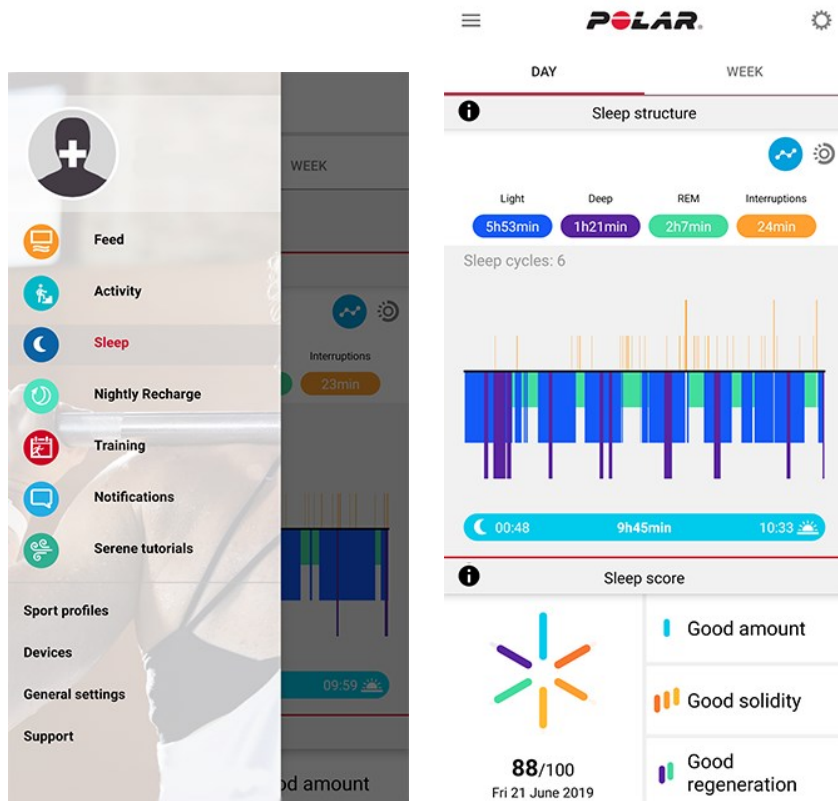 WEEK
Feed
Activity
Sleep
Interruptions
23min
Nightly Recharge
Training
Notifications
Serene tutorials
Sport profiles
Devices
General settings
09:59
Support
od amount
POLAR.
DAY
WEEK
Sleep structure
Light
Deep
REM
Interruptions
5h53min
1h21min
2h7min
24min
Sleep cycles: 6
00:48
9h45min
10:33
Sleep score
Good amount
Good solidity
Good
regeneration
88/100
Fri 21 June 2019